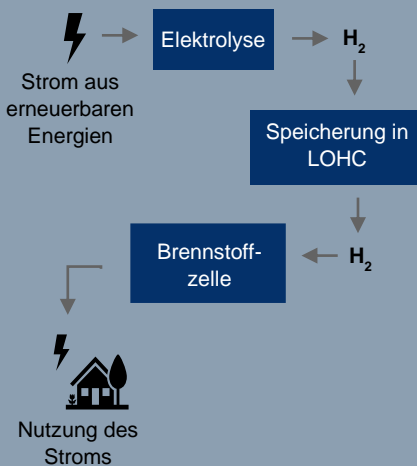 Elektrolyse
H₂
Strom aus
erneuerbaren
Energien
Speicherung in
LOHC
H₂
Brennstoff-
zelle
Nutzung des
Stroms